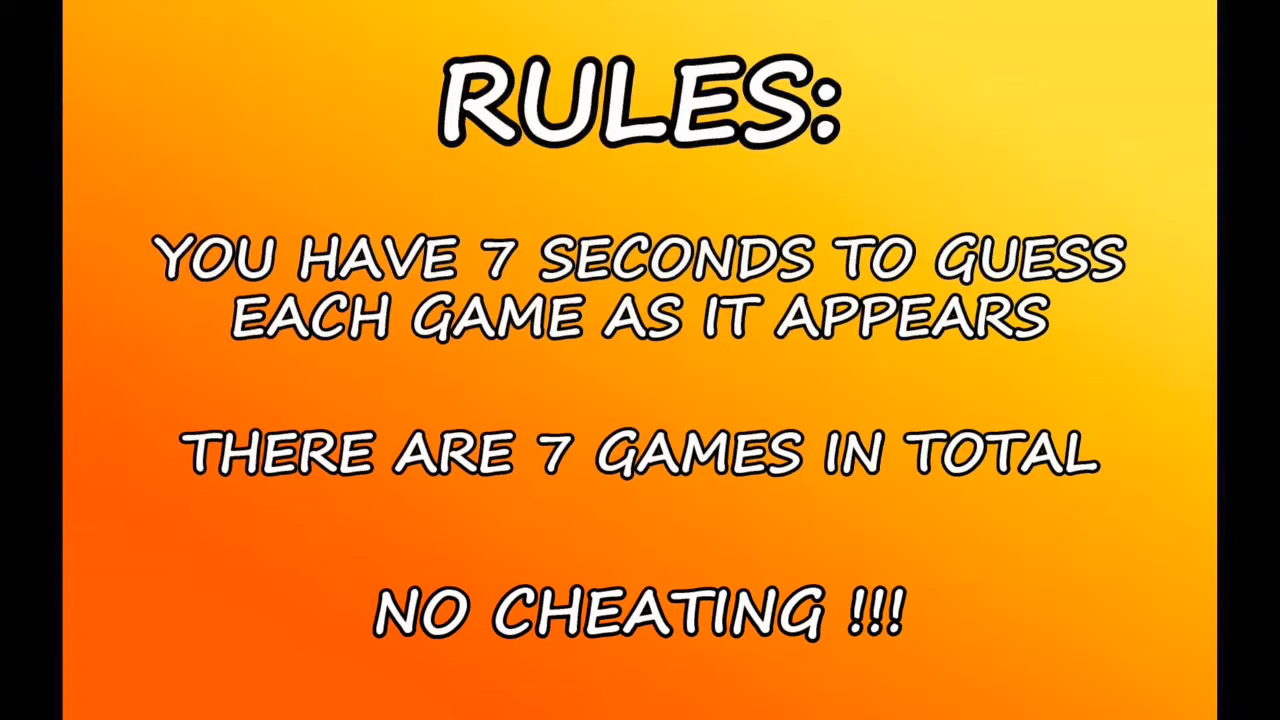 RULES:
YOU HAVE 7 SECONDS TO GUESS
EACH GAME AS IT APPEARS
THERE ARE 7 GAMES IN TOTAL
NO CHEATING !!!